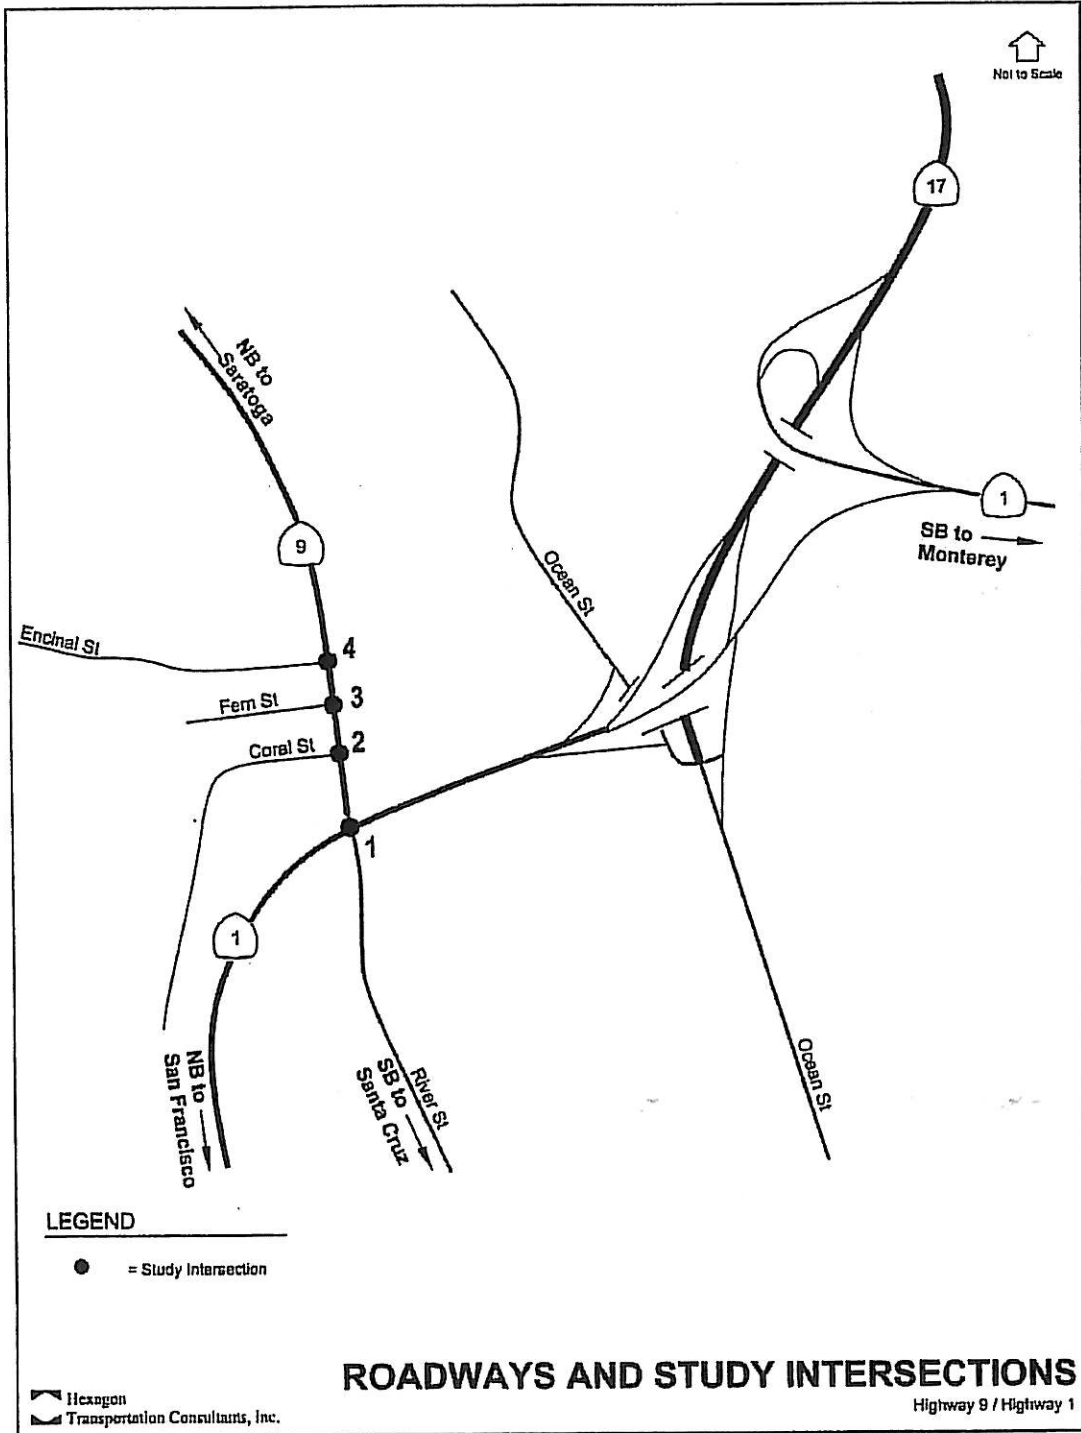 Not to Scale
17
NB to
Saratoga
9
Ocean St
1
SB to
Monterey
Encinal St
4
Fern St
3
Coral St
2
1
1
NB to
San Francisco
River St
SB to
Santa Cruz
Ocean St
LEGEND
= Study Intersection
ROADWAYS AND STUDY INTERSECTIONS
Highway 9 / Highway 1
Hexagon
Transportation Consultants, Inc.